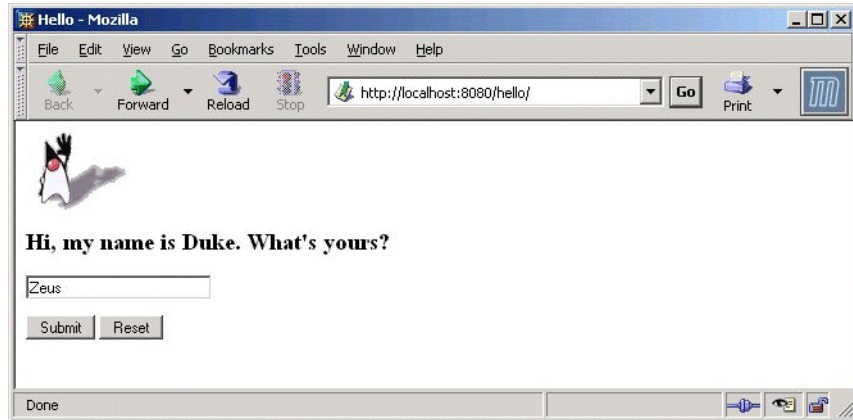 Hello - Mozilla
File Edit View Go Bookmarks Tools Window Help
Back Forward Reload Stop http://localhost:8080/hello/ Go Print
Hi, my name is Duke. What's yours?
Zeus
Submit Reset
Done